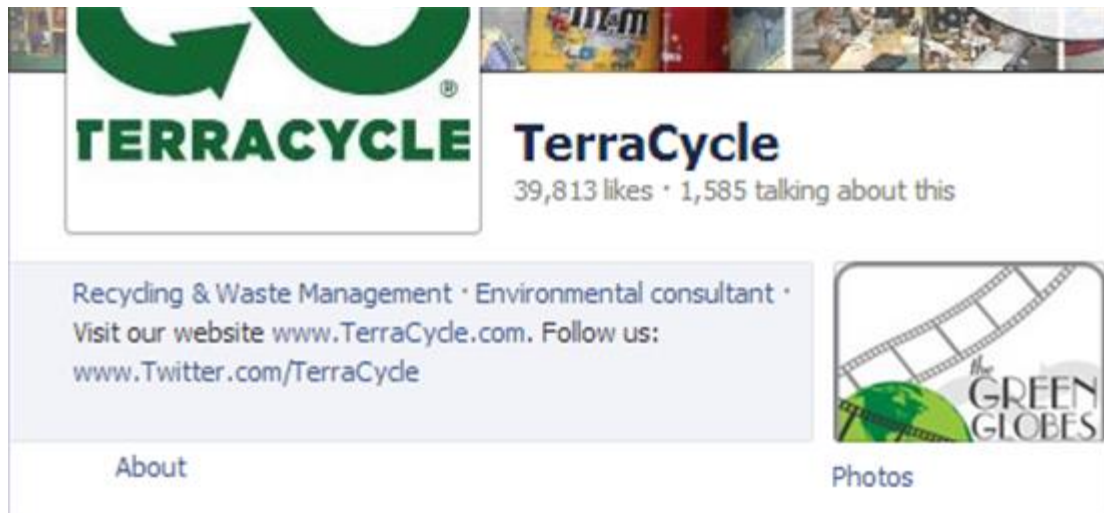 m&m
®
TERRACYCLE
TerraCycle
39,813 likes · 1,585 talking about this
Recycling & Waste Management · Environmental consultant ·
Visit our website www.TerraCycle.com. Follow us:
www.Twitter.com/TerraCycle
the
GREEN
GLOBES
About
Photos